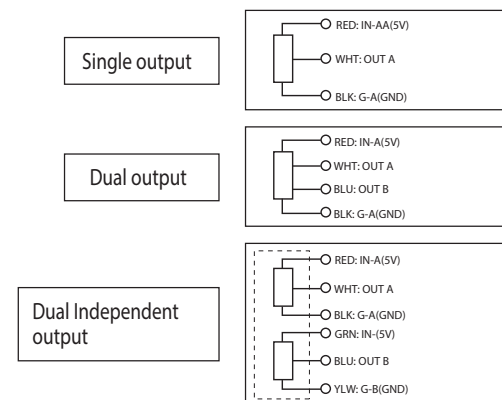 Single output
RED: IN-AA(5V)
WHT: OUT A
BLK: G-A(GND)
Dual output
RED: IN-A(5V)
WHT: OUT A
BLU: OUT B
BLK: G-A(GND)
Dual Independent
output
RED: IN-A(5V)
WHT: OUT A
BLK: G-A(GND)
GRN: IN-(5V)
BLU: OUT B
YLW: G-B(GND)